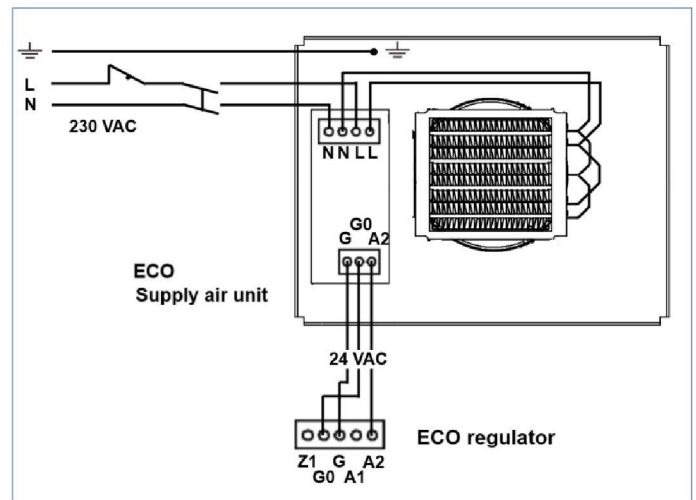 L
N
230 VAC
N N L L
G0
G A2
ECO
Supply air unit
24 VAC
ECO regulator
Z1 G A2
G0 A1